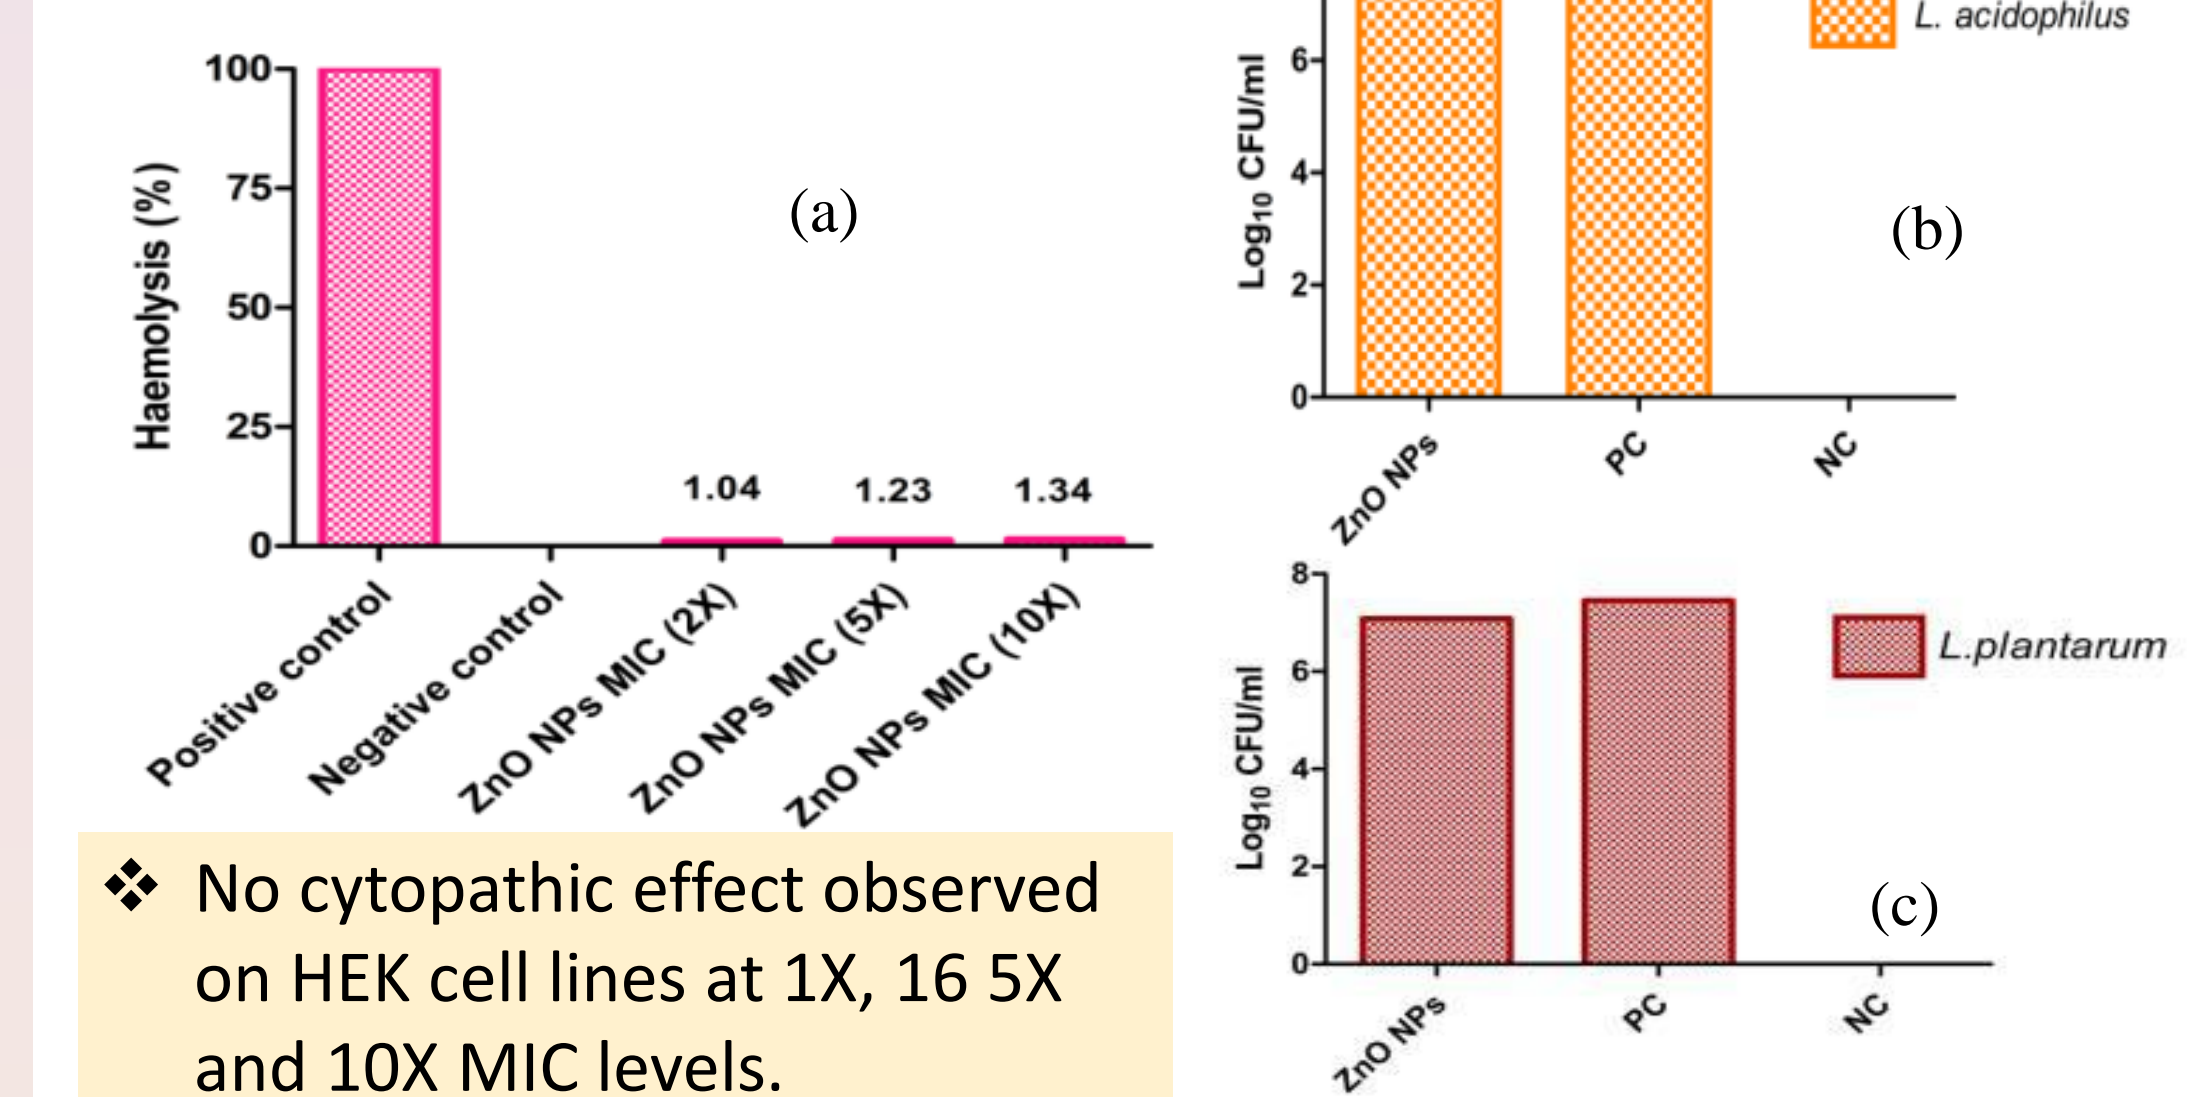 100
75
50
25
0
Haemolysis (%)
(a)
1.04
1.23
1.34
Positive control
Negative control
ZnO NPs MIC (2X)
ZnO NPs MIC (5X)
ZnO NPs MIC (10X)
❖ No cytopathic effect observed
on HEK cell lines at 1X, 16 5X
and 10X MIC levels.
L. acidophilus
6
4
2
0
Log10 CFU/ml
(b)
ZnO NPs
PC
NC
8
6
4
2
0
Log10 CFU/ml
L.plantarum
(c)
ZnO NPs
PC
NC